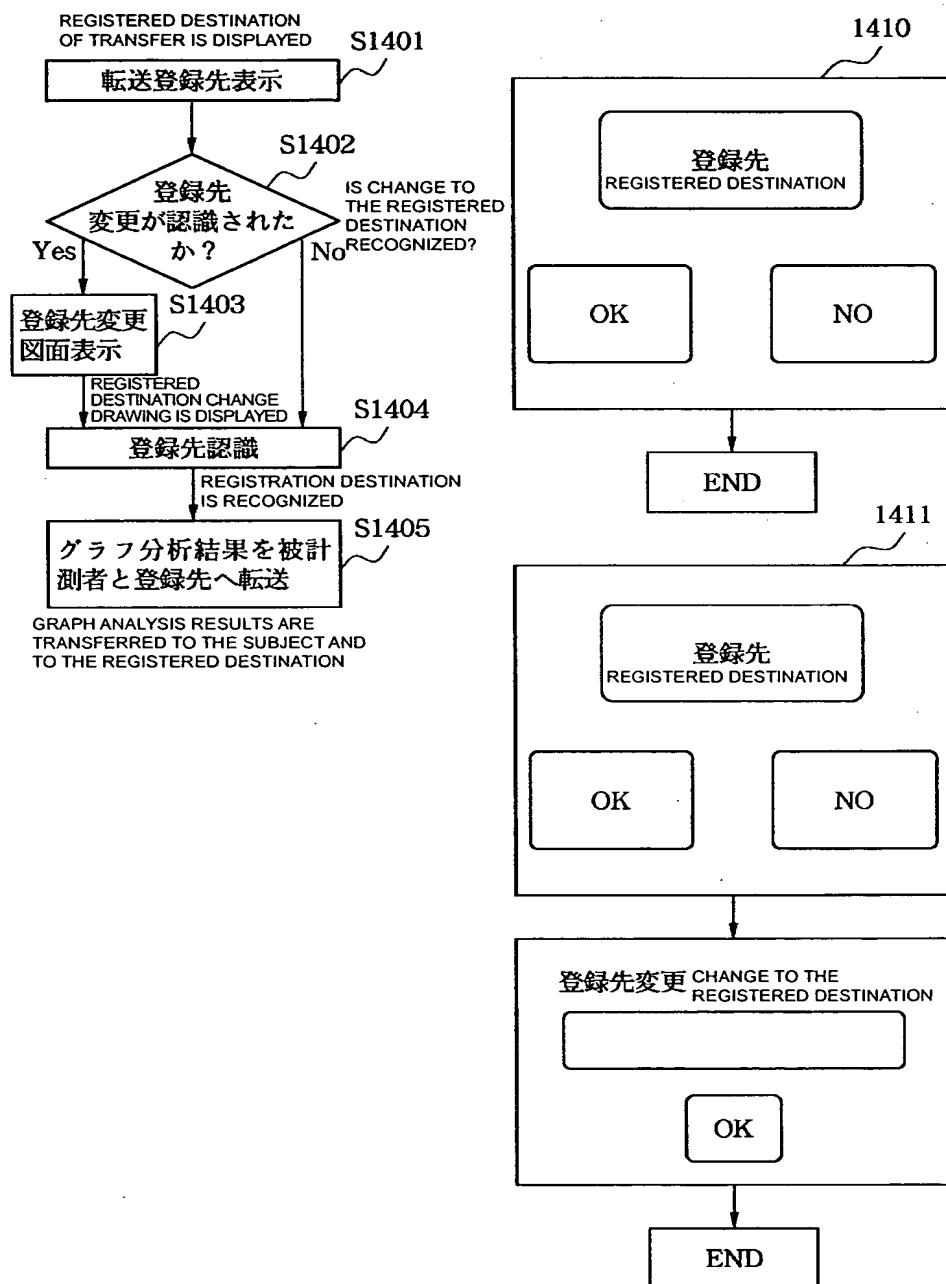 REGISTERED DESTINATION
OF TRANSFER IS DISPLAYED
S1401
転送登録先表示
S1402
登録先
変更が認識された
か？
IS CHANGE TO
THE REGISTERED
DESTINATION
RECOGNIZED?
Yes
No
S1403
登録先変更
図面表示
REGISTERED
DESTINATION CHANGE
DRAWING IS DISPLAYED
S1404
登録先認識
REGISTRATION DESTINATION
IS RECOGNIZED
S1405
グラフ分析結果を被計
測者と登録先へ転送
GRAPH ANALYSIS RESULTS ARE
TRANSFERRED TO THE SUBJECT AND
TO THE REGISTERED DESTINATION
1410
登録先
REGISTERED DESTINATION
OK
NO
END
1411
登録先
REGISTERED DESTINATION
OK
NO
登録先変更 CHANGE TO THE
REGISTERED DESTINATION
OK
END